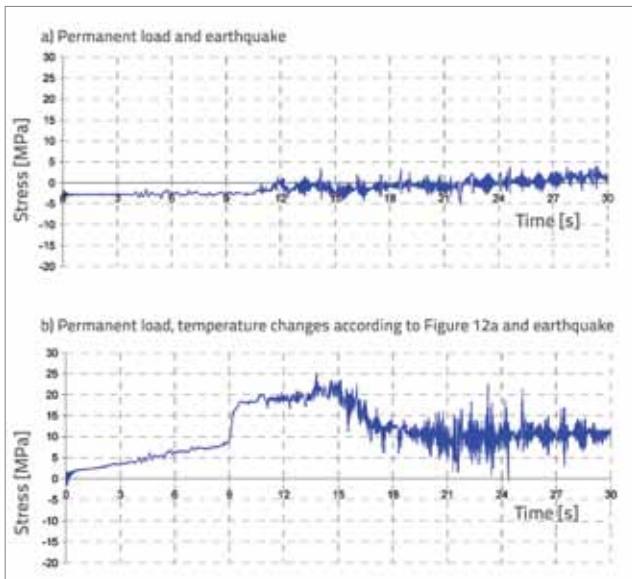 a) Permanent load and earthquake
30
25
20
15
10
5
0
-5
-10
-15
-20
Stress [MPa]
0 3 6 9 12 15 18 21 24 27 30
Time [s]
b) Permanent load, temperature changes according to Figure 12a and earthquake
30
25
20
15
10
5
0
-5
-10
-15
-20
Stress [MPa]
0 3 6 9 12 15 18 21 24 27 30
Time [s]